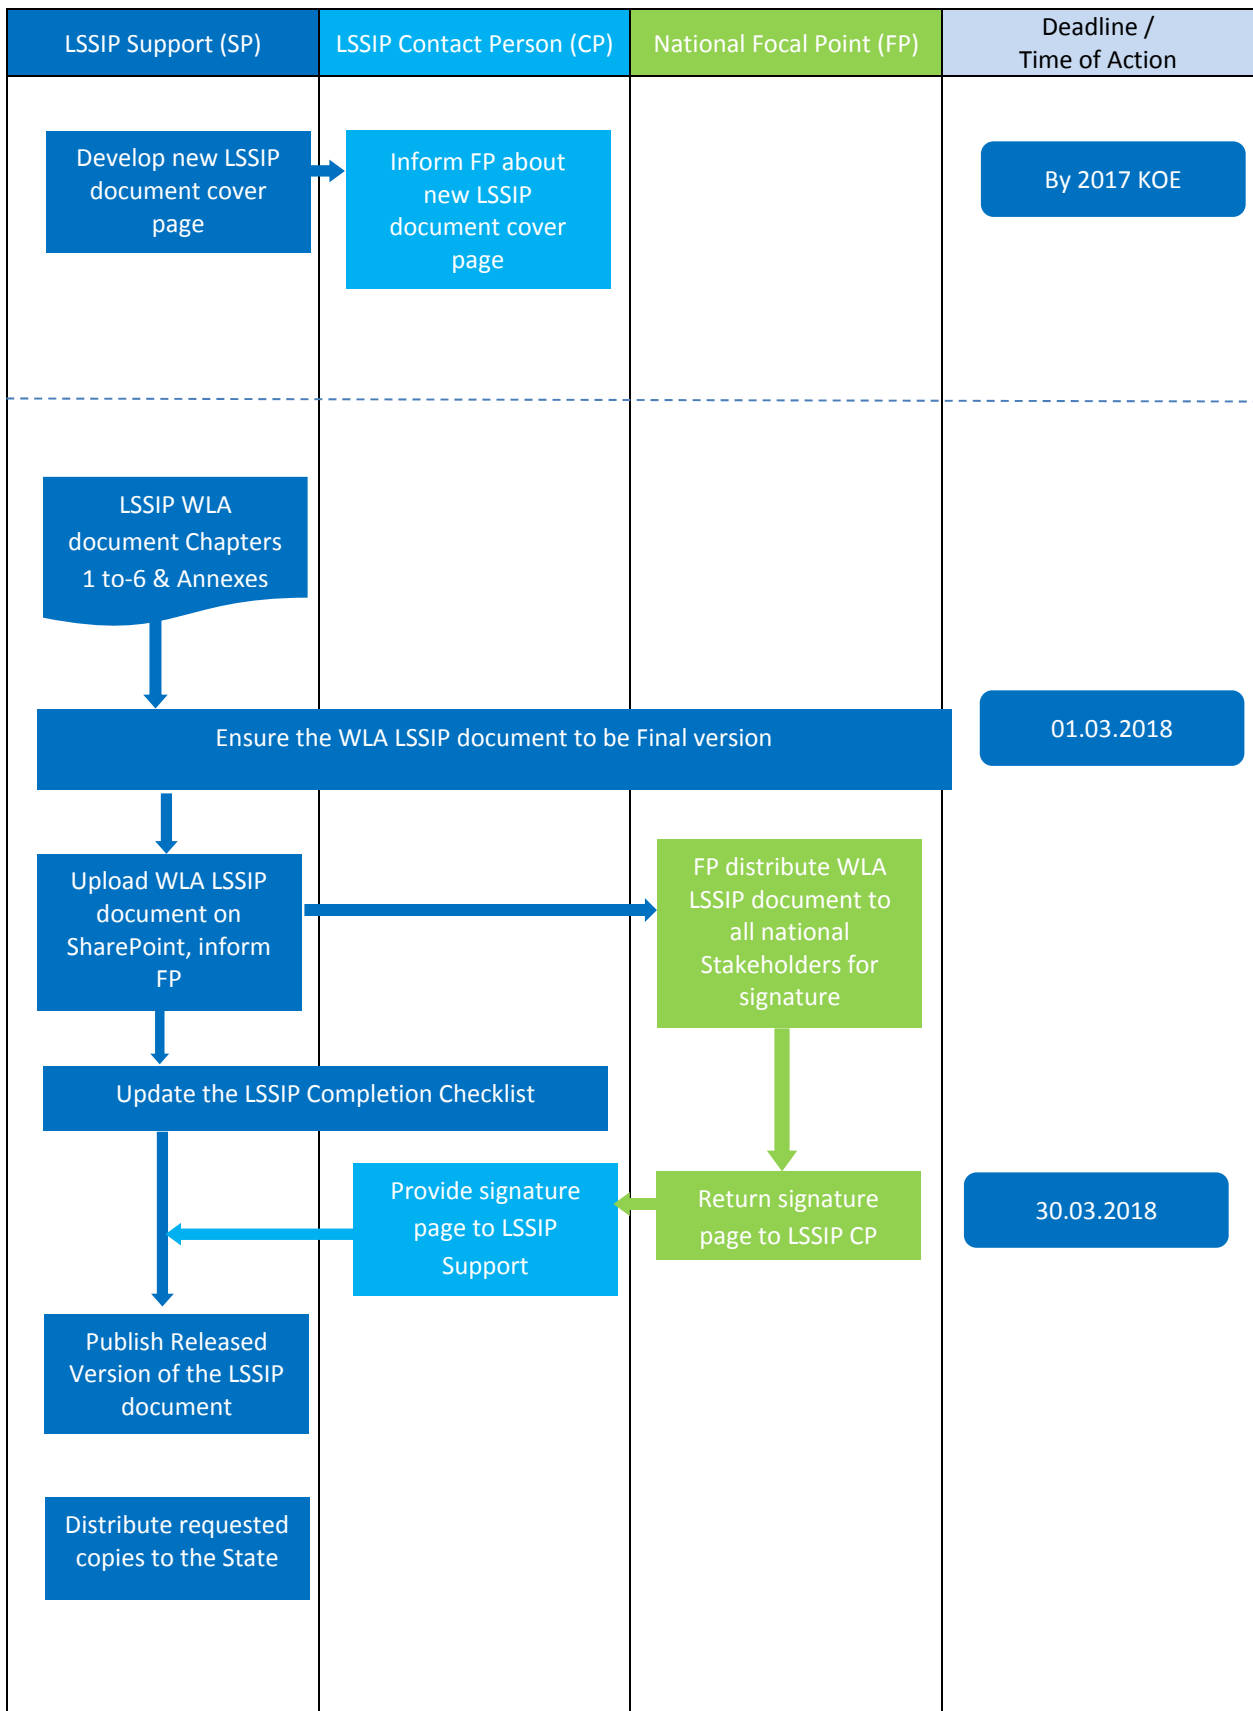 LSSIP Support (SP)
LSSIP Contact Person (CP)
National Focal Point (FP)
Deadline /
Time of Action
Develop new LSSIP
document cover
page
Inform FP about
new LSSIP
document cover
page
By 2017 KOE
LSSIP WLA
document Chapters
1 to-6 & Annexes
Ensure the WLA LSSIP document to be Final version
01.03.2018
Upload WLA LSSIP
document on
SharePoint, inform
FP
FP distribute WLA
LSSIP document to
all national
Stakeholders for
signature
Update the LSSIP Completion Checklist
Provide signature
page to LSSIP
Support
Return signature
page to LSSIP CP
30.03.2018
Publish Released
Version of the LSSIP
document
Distribute requested
copies to the State